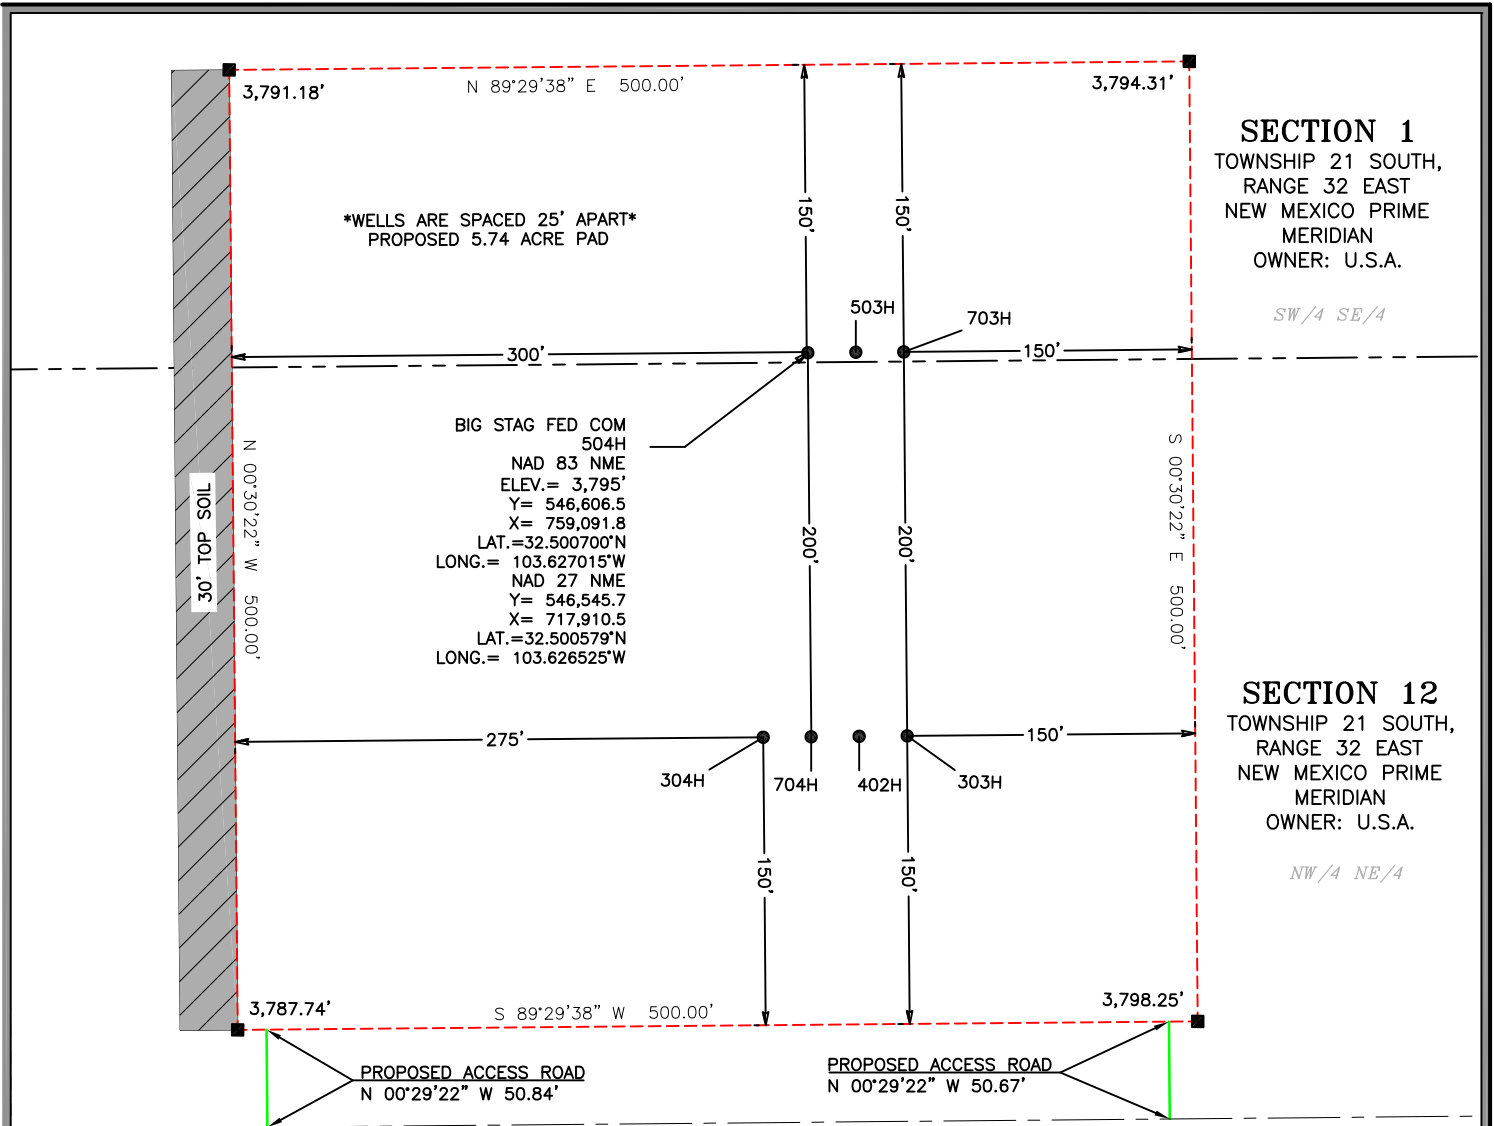 3,791.18'
N 89°29'38" E 500.00'
3,794.31'
SECTION 1
TOWNSHIP 21 SOUTH,
RANGE 32 EAST
NEW MEXICO PRIME
MERIDIAN
OWNER: U.S.A.
SW/4 SE/4
*WELLS ARE SPACED 25' APART*
PROPOSED 5.74 ACRE PAD
150'
150'
503H
703H
300'
150'
BIG STAG FED COM
504H
NAD 83 NME
ELEV.= 3,795'
Y= 546,606.5
X= 759,091.8
LAT.=32.500700°N
LONG.= 103.627015°W
NAD 27 NME
Y= 546,545.7
X= 717,910.5
LAT.=32.500579°N
LONG.= 103.626525°W
30' TOP SOIL
N 00°30'22" W 500.00'
200'
200'
S 00°30'22" E 500.00'
SECTION 12
TOWNSHIP 21 SOUTH,
RANGE 32 EAST
NEW MEXICO PRIME
MERIDIAN
OWNER: U.S.A.
NW/4 NE/4
275'
150'
304H
704H
402H
303H
150'
150'
3,787.74'
S 89°29'38" W 500.00'
3,798.25'
PROPOSED ACCESS ROAD
N 00°29'22" W 50.84'
PROPOSED ACCESS ROAD
N 00°29'22" W 50.67'